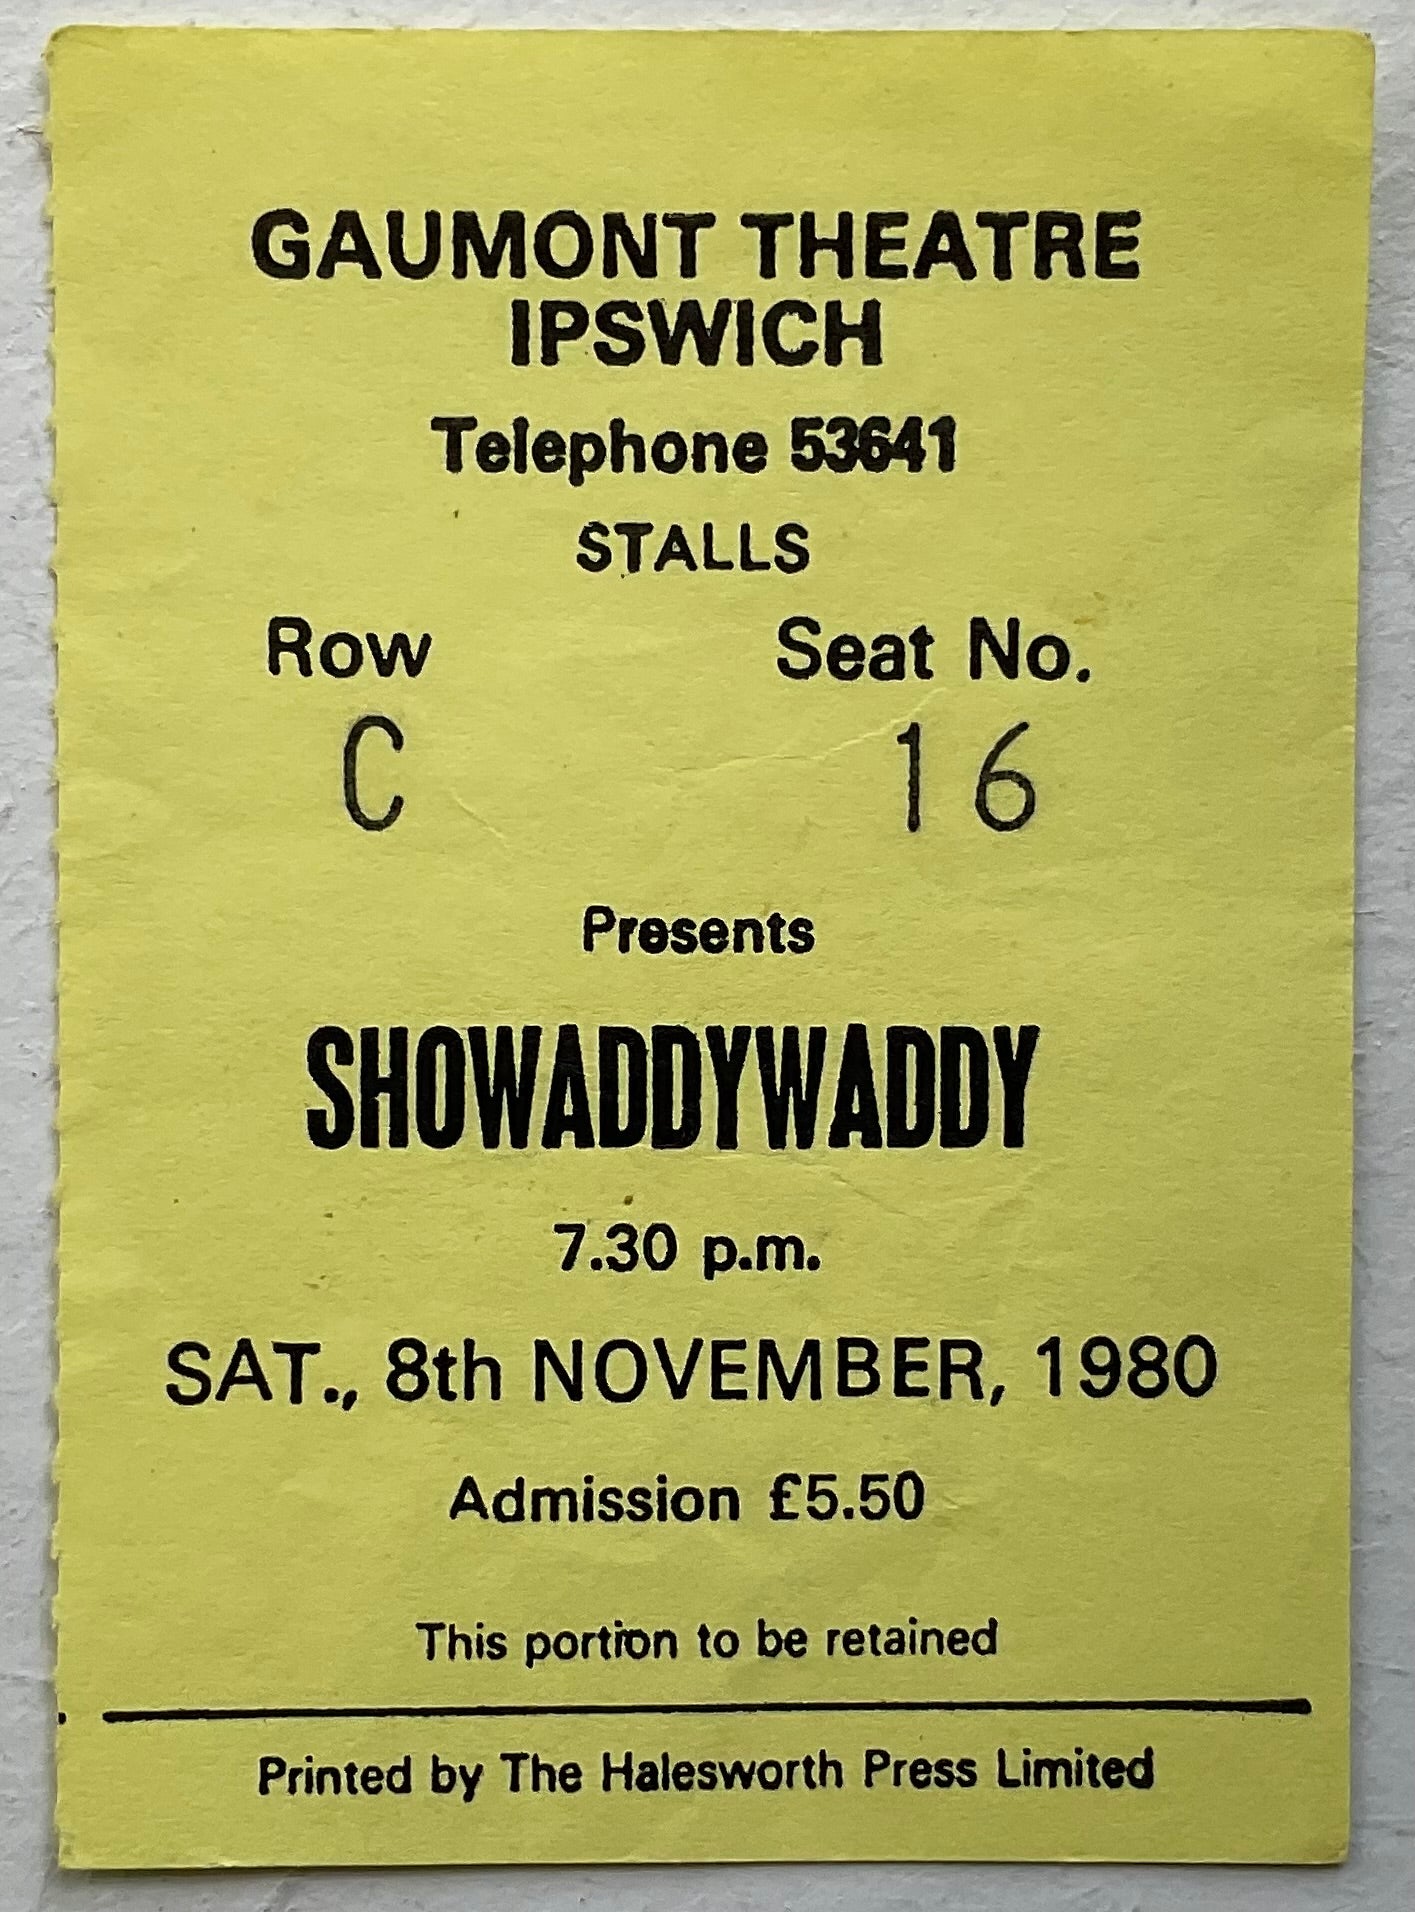 GAUMONT THEATRE
IPSWICH
Telephone 53641
STALLS
Row Seat No.
C 16
Presents
SHOWADDYWADDY
7.30 p.m.
SAT., 8th NOVEMBER, 1980
Admission £5.50
This portion to be retained
Printed by The Halesworth Press Limited